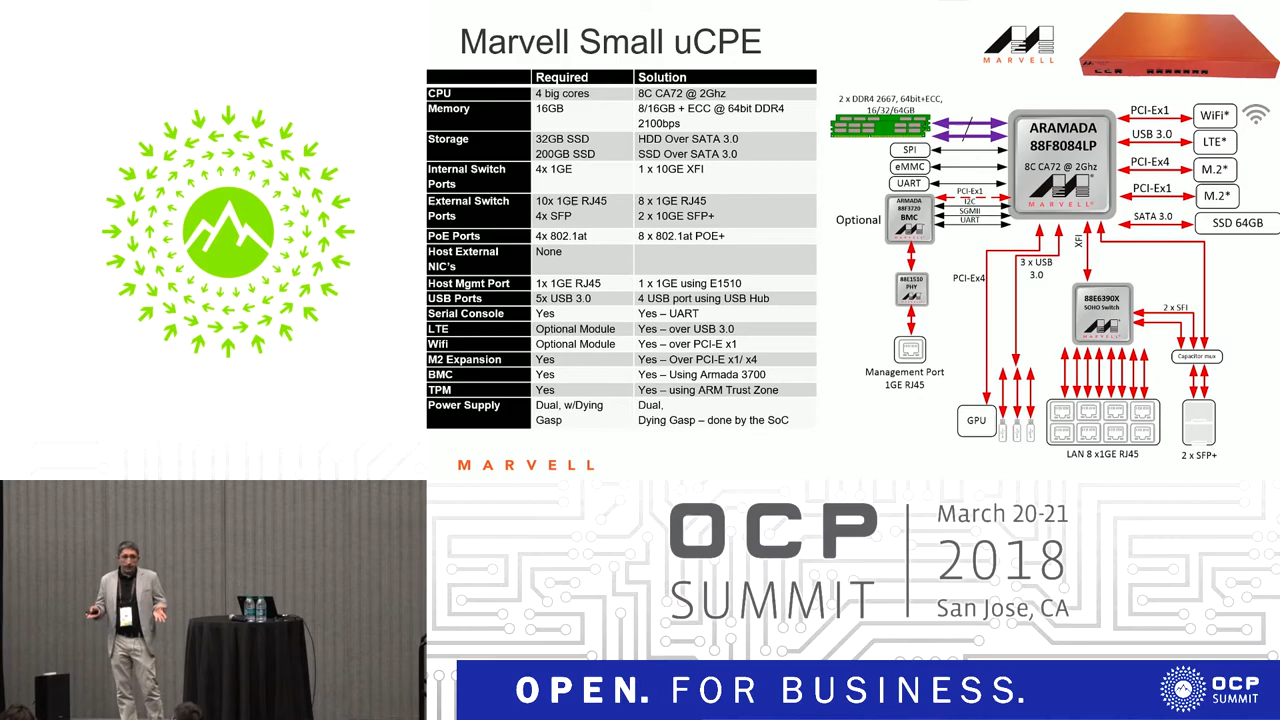 Marvell Small uCPE
Required Solution
CPU 4 big cores 8C CA72 @ 2Ghz
Memory 16GB 8/16GB + ECC @ 64bit DDR4
2100bps
Storage 32GB SSD HDD Over SATA 3.0
200GB SSD SSD Over SATA 3.0
Internal Switch 4x 1GE 1 x 10GE XFI
Ports
External Switch 10x 1GE RJ45 8 x 1GE RJ45
Ports 4x SFP 2 x 10GE SFP+
PoE Ports 4x 802.1at 8 x 802.1at POE+
Host External None
NIC's
Host Mgmt Port 1x 1GE RJ45 1 x 1GE using E1510
USB Ports 5x USB 3.0 4 USB port using USB Hub
Serial Console Yes Yes – UART
LTE Optional Module Yes – over USB 3.0
Wifi Optional Module Yes – over PCI-E x1
M2 Expansion Yes Yes – Over PCI-E x1/ x4
BMC Yes Yes – Using Armada 3700
TPM Yes Yes – using ARM Trust Zone
Power Supply Dual, w/Dying Dual,
Gasp Dying Gasp – done by the SoC
MARVELL
MARVELL
2 x DDR4 2667, 64bit+ECC,
16/32/64GB
SPI
eMMC
UART
PCI-Ex1
I2C
SGMII
UART
Optional
ARMADA
88F3720
BMC
MARVELL
88E1510
PHY
Management Port
1GE RJ45
ARAMADA
88F8084LP
8C CA72 @ 2Ghz
MARVELL
PCI-Ex1
WiFi*
USB 3.0
LTE*
PCI-Ex4
M.2*
PCI-Ex1
M.2*
SATA 3.0
SSD 64GB
PCI-Ex4
3 x USB
3.0
XFI
88E6390X
SOHO Switch
MARVELL
2 x SFI
Capacitor mux
GPU
LAN 8 x1GE RJ45
2 x SFP+
OCP
SUMMIT
March 20-21
2018
San Jose, CA
OPEN. FOR BUSINESS.
OCP
SUMMIT